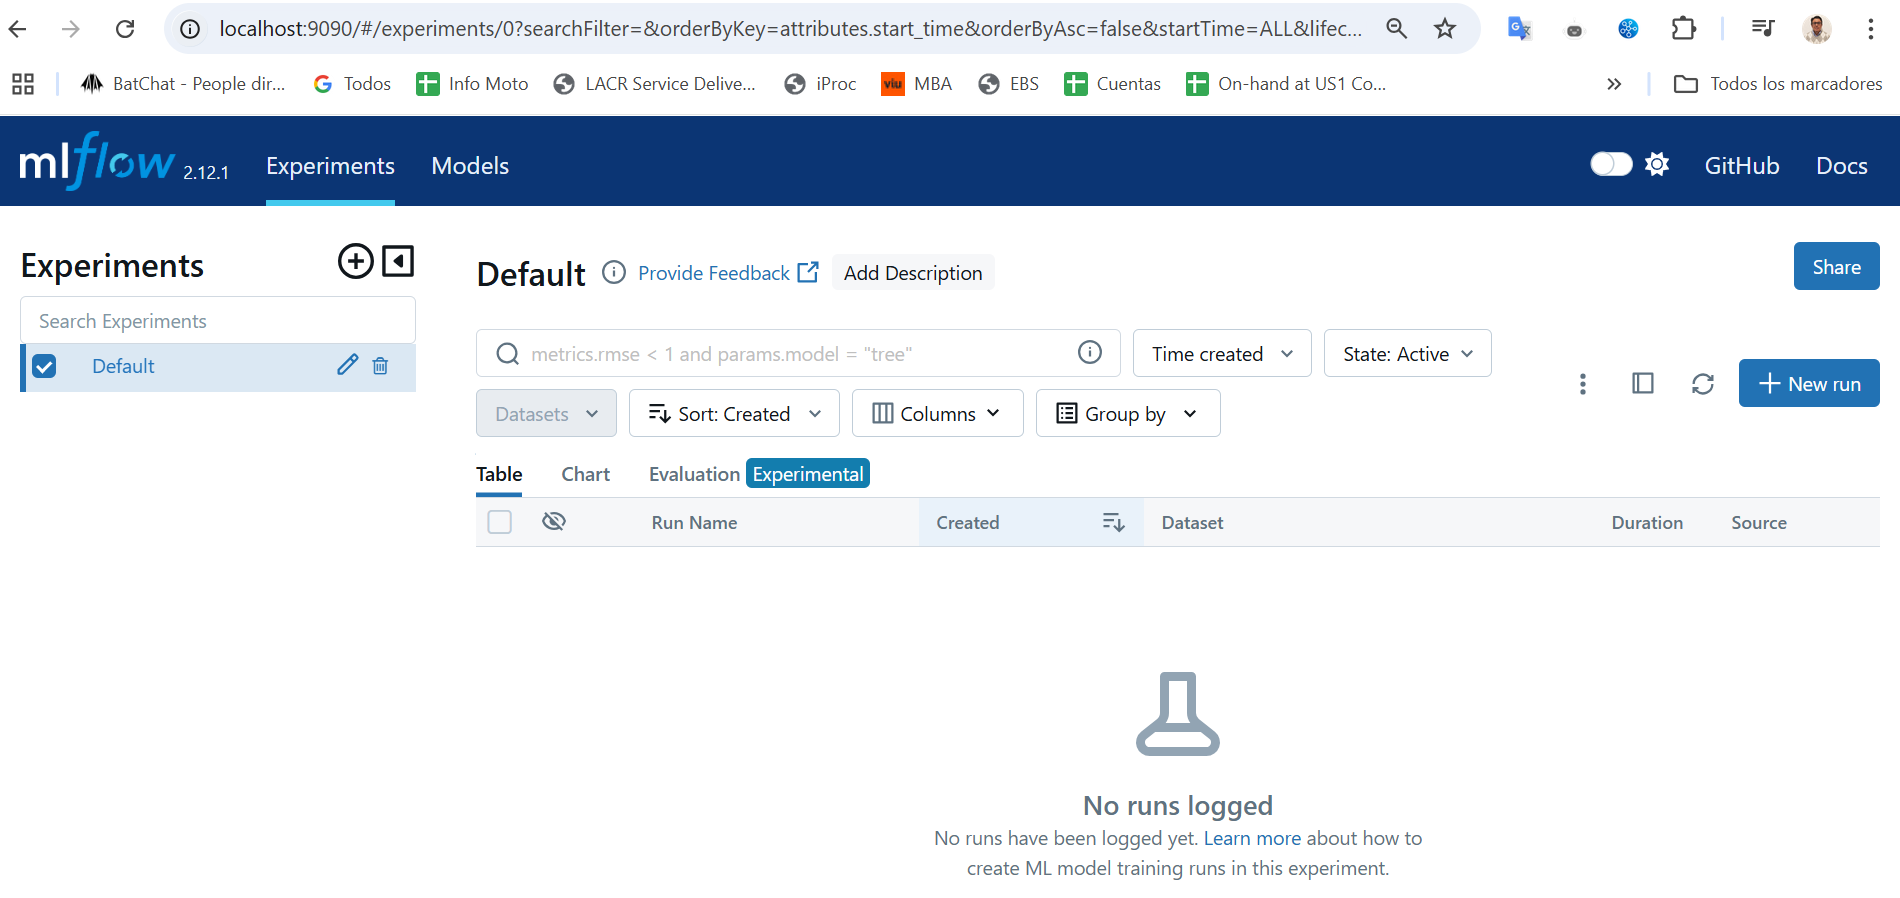 localhost:9090/#/experiments/0?searchFilter=&orderByKey=attributes.start_time&orderByAsc=false&startTime=ALL&lifec...
BatChat - People dir... Todos Info Moto LACR Service Delive... iProc viu MBA EBS Cuentas On-hand at US1 Co... » Todos los marcadores
mlflow 2.12.1 Experiments Models GitHub Docs
Experiments
Search Experiments
Default
Default Provide Feedback Add Description Share
metrics.rmse < 1 and params.model = "tree" Time created State: Active
New run
Datasets Sort: Created Columns Group by
Table Chart Evaluation Experimental
Run Name Created Dataset Duration Source
No runs logged
No runs have been logged yet. Learn more about how to
create ML model training runs in this experiment.